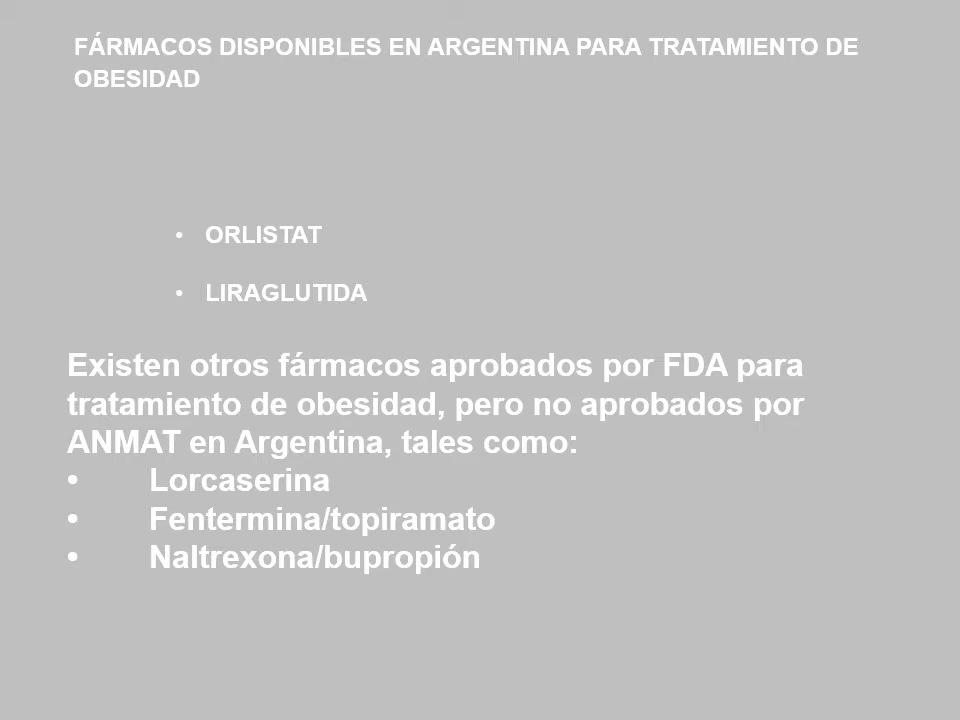 FÁRMACOS DISPONIBLES EN ARGENTINA PARA TRATAMIENTO DE
OBESIDAD
• ORLISTAT
• LIRAGLUTIDA
Existen otros fármacos aprobados por FDA para
tratamiento de obesidad, pero no aprobados por
ANMAT en Argentina, tales como:
• Lorcaserina
• Fentermina/topiramato
• Naltrexona/bupropión